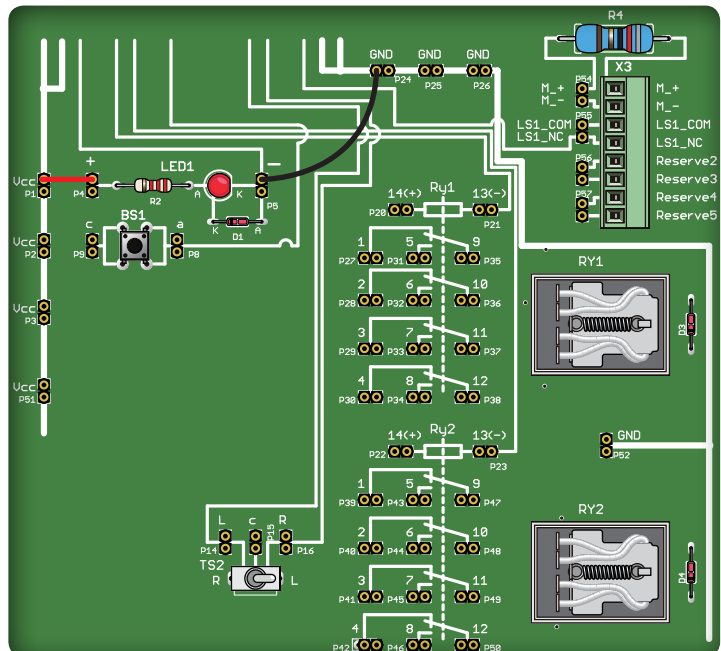 R4
GND GND GND
P24 P25 P26
X3
P54
M_+ M_+
M_- M_-
P55
LS1_COM LS1_COM
LS1_NC LS1_NC
P56
Reserve2
Reserve3
P57
Reserve4
Reserve5
+ LED1 −
Vcc
P1 P4 R2 A K P5
K D1 A
BS1
c a
Vcc
P2 P9 P8
Vcc
P3
Vcc
P51
Ry1
14(+) 13(-)
P20 P21
1 5 9
P27 P31 P35
2 6 10
P28 P32 P36
3 7 11
P29 P33 P37
4 8 12
P30 P34 P38
RY1
D3
Ry2
14(+) 13(-)
P22 P23
GND
P52
1 5 9
P39 P43 P47
2 6 10
P40 P44 P48
3 7 11
P41 P45 P49
4 8 12
P42 P46 P50
RY2
D4
L c R
P14 P15 P16
TS2
R L